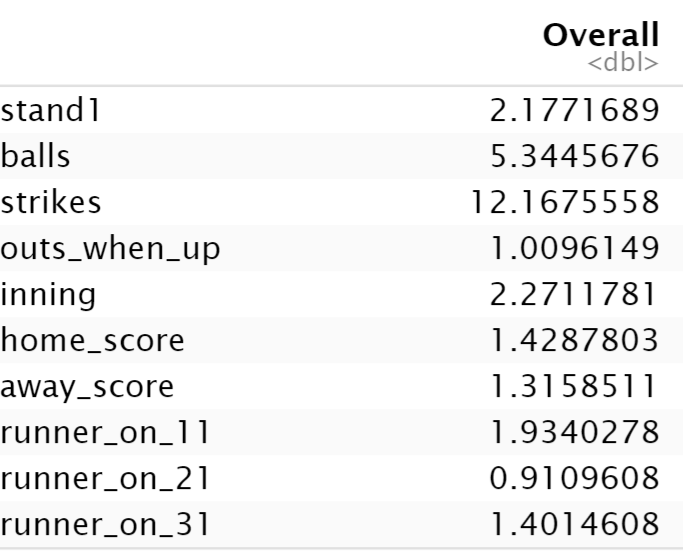 Overall
<dbl>
stand1 2.1771689
balls 5.3445676
strikes 12.1675558
outs_when_up 1.0096149
inning 2.2711781
home_score 1.4287803
away_score 1.3158511
runner_on_11 1.9340278
runner_on_21 0.9109608
runner_on_31 1.4014608